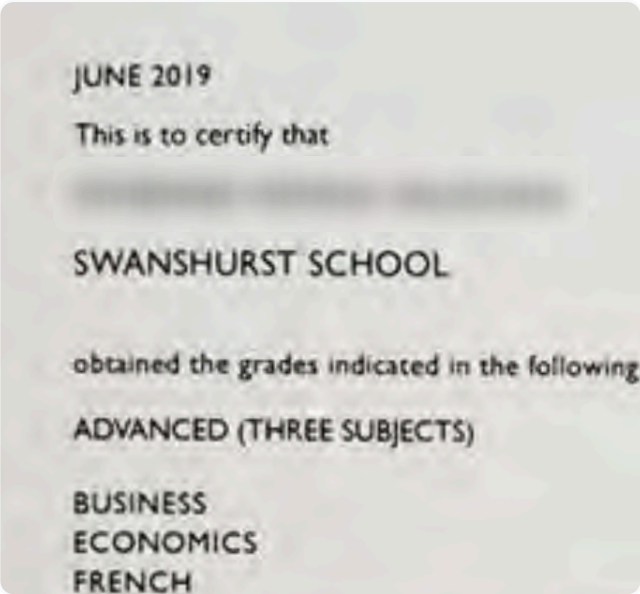 JUNE 2019
This is to certify that
SWANSHURST SCHOOL
obtained the grades indicated in the following
ADVANCED (THREE SUBJECTS)
BUSINESS
ECONOMICS
FRENCH